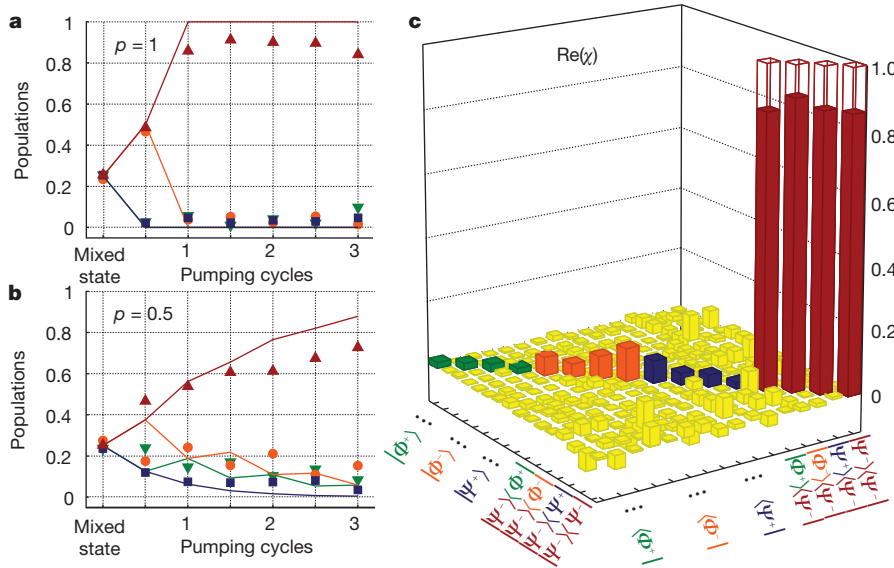 a
p = 1
Populations
1
0.8
0.6
0.4
0.2
0
Mixed state
1
2
3
Pumping cycles
b
p = 0.5
Populations
1
0.8
0.6
0.4
0.2
0
Mixed state
1
2
3
Pumping cycles
c
Re(χ)
1.0
0.8
0.6
0.4
0.2
0
|Φ⁺⟩
...
|Φ⁻⟩
...
|Ψ⁺⟩
...
|Ψ⁻⟩⟨Φ⁺|
|Ψ⁻⟩⟨Φ⁻|
|Ψ⁻⟩⟨Ψ⁺|
|Ψ⁻⟩⟨Ψ⁻|
...
|Φ⁺⟩
...
|Φ⁻⟩
...
|Ψ⁺⟩
|Ψ⁻⟩⟨Φ⁺|
|Ψ⁻⟩⟨Φ⁻|
|Ψ⁻⟩⟨Ψ⁺|
|Ψ⁻⟩⟨Ψ⁻|